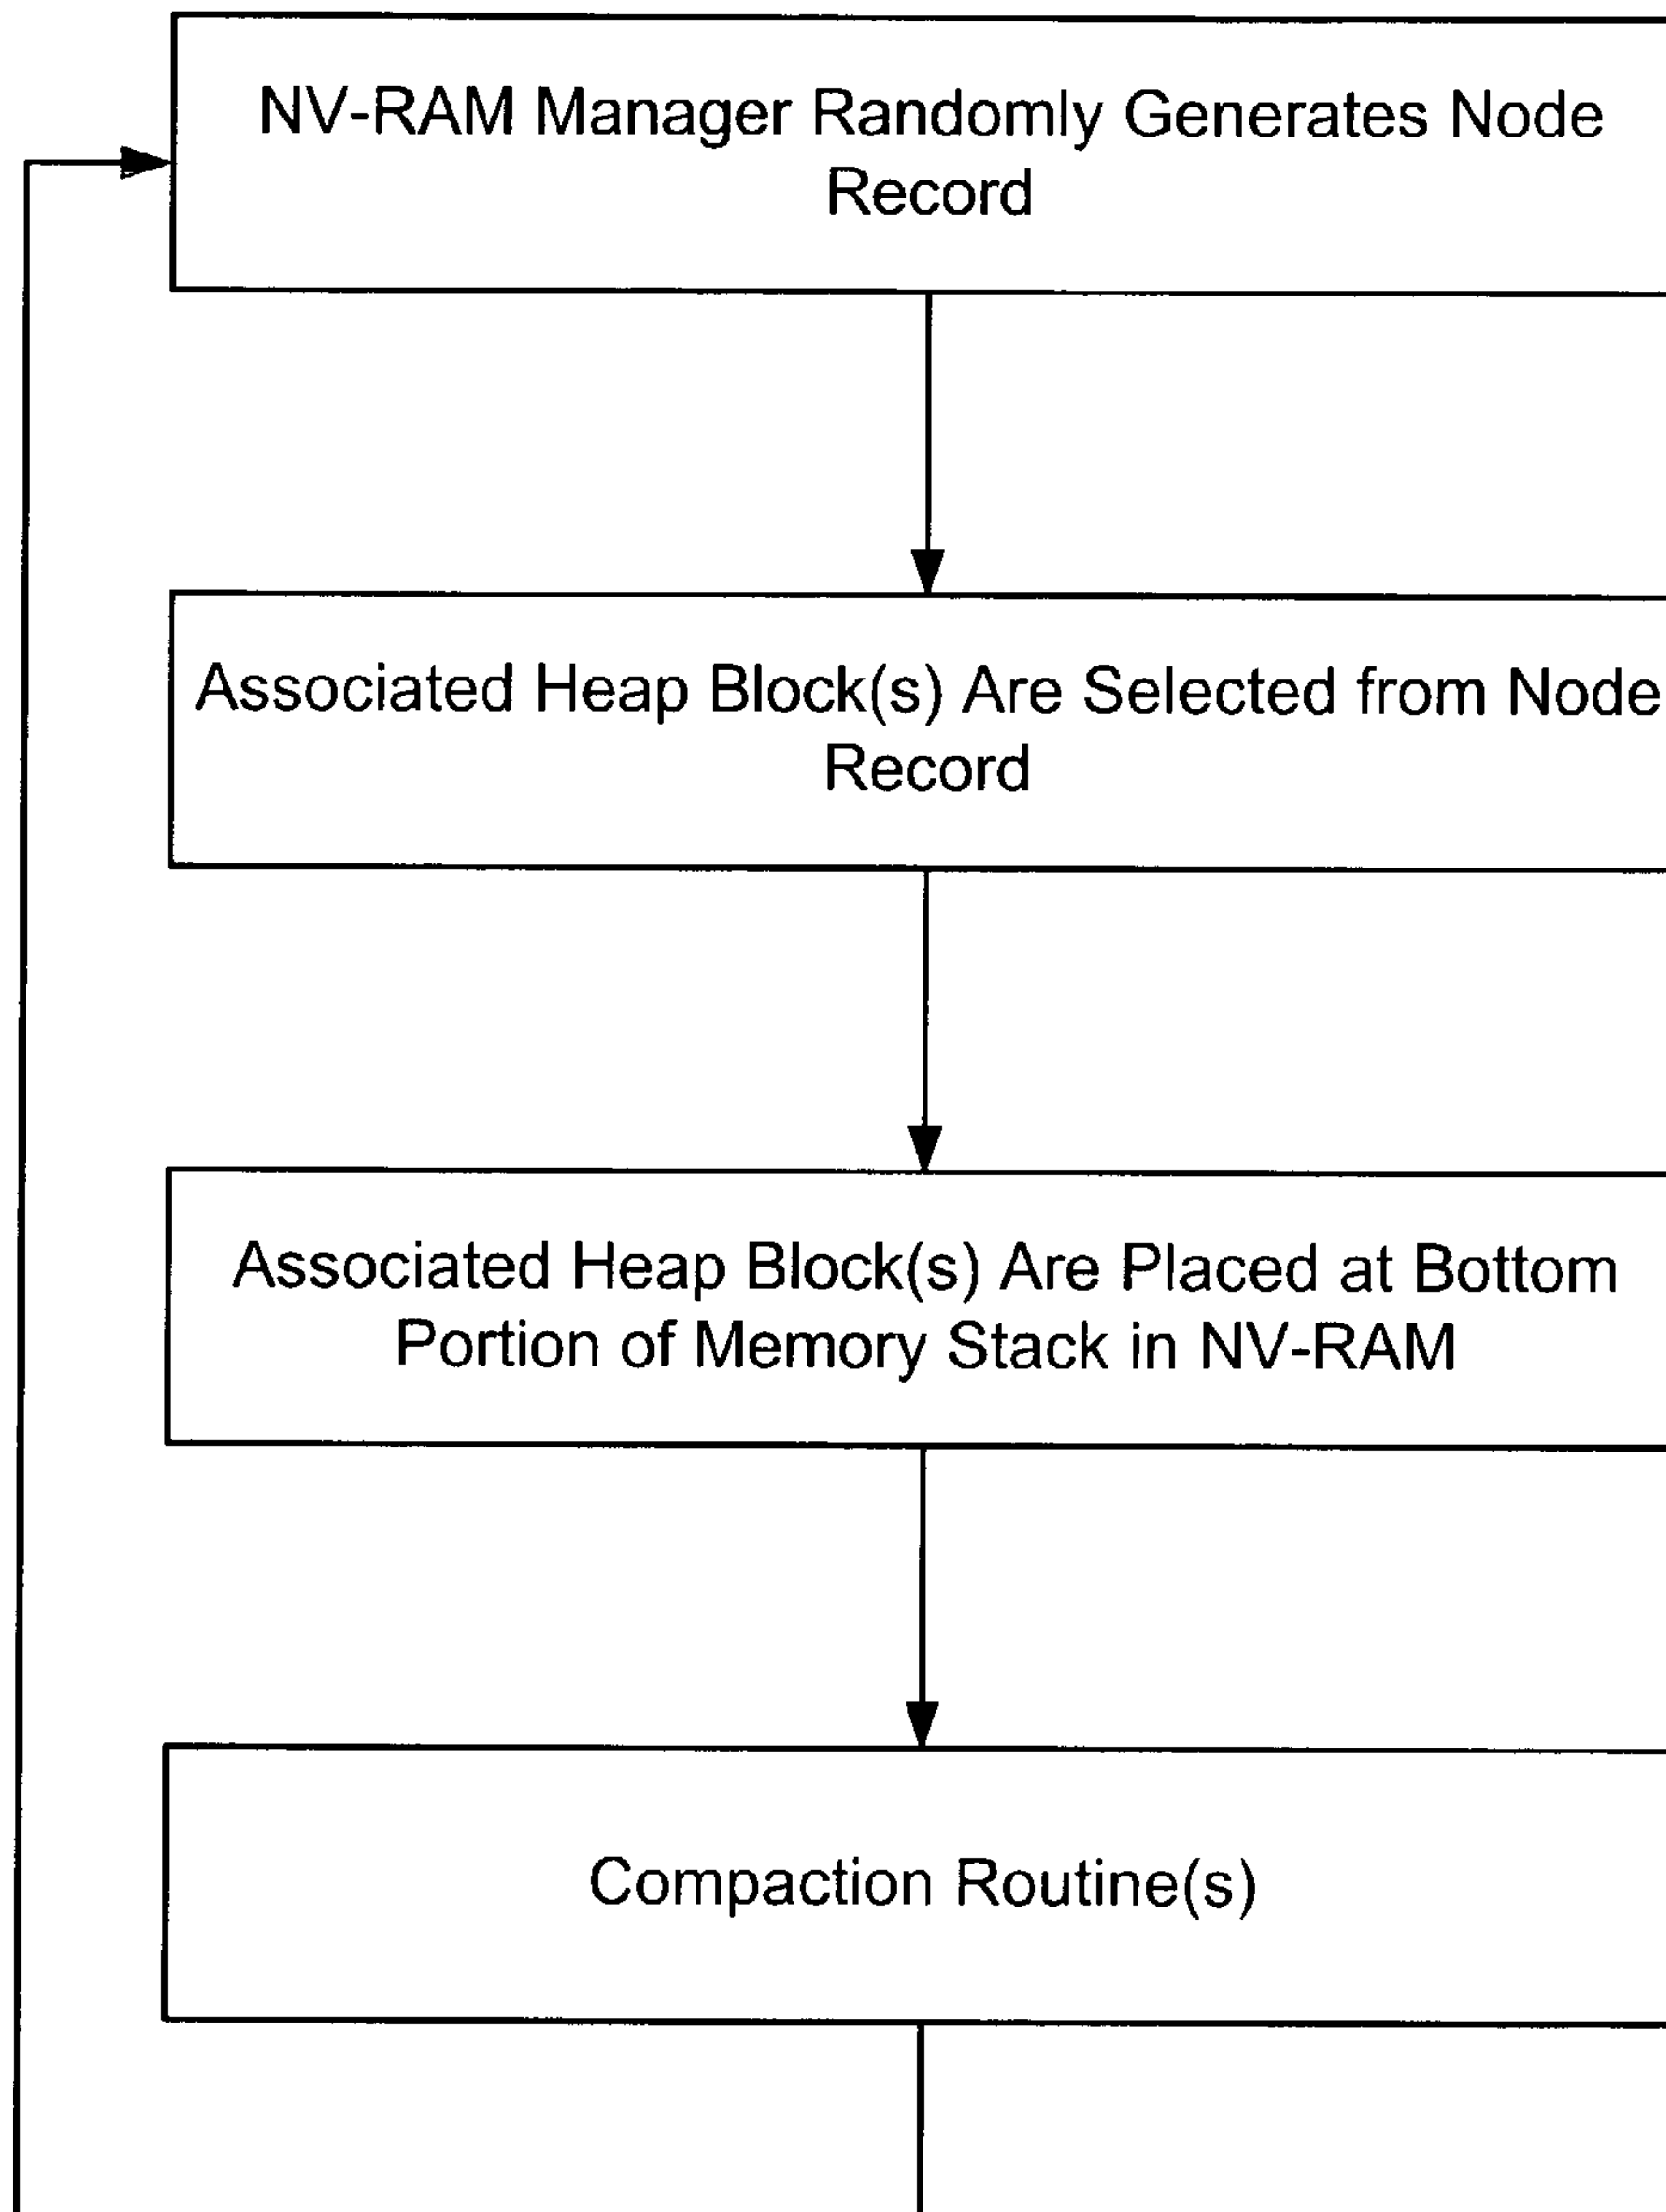 NV-RAM Manager Randomly Generates Node
Record
Associated Heap Block(s) Are Selected from Node
Record
Associated Heap Block(s) Are Placed at Bottom
Portion of Memory Stack in NV-RAM
Compaction Routine(s)